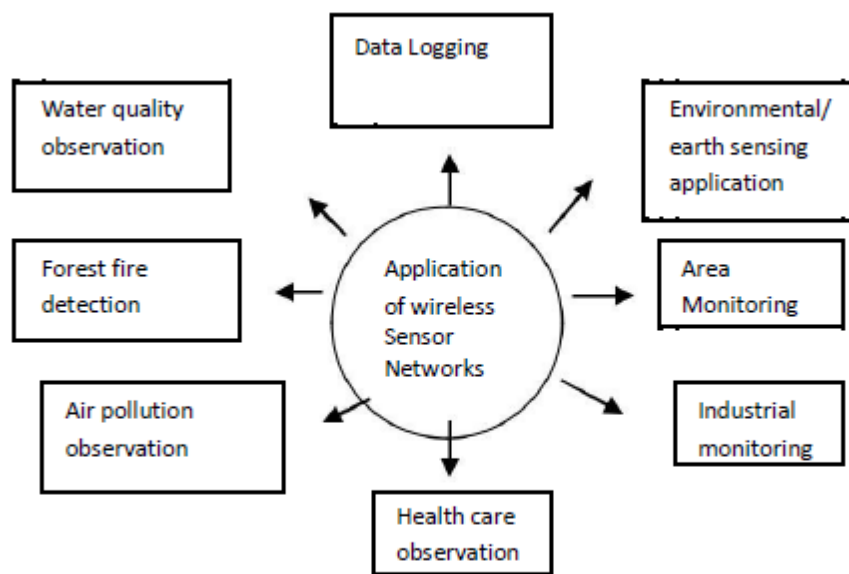 Data Logging
Water quality
observation
Environmental/
earth sensing
application
Forest fire
detection
Application
of wireless
Sensor
Networks
Area
Monitoring
Air pollution
observation
Industrial
monitoring
Health care
observation